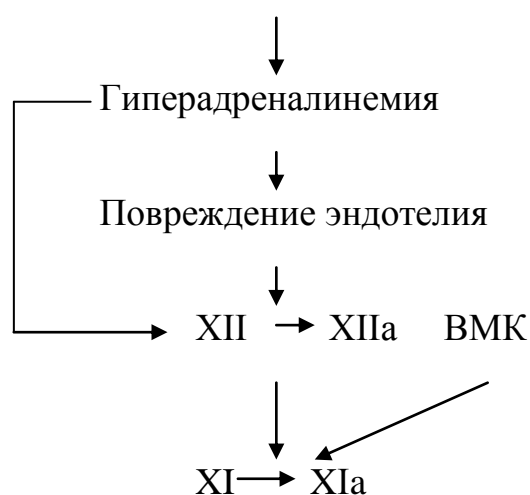 Гиперадреналинемия
Повреждение эндотелия
XII → XIIa ВМК
XI → XIa